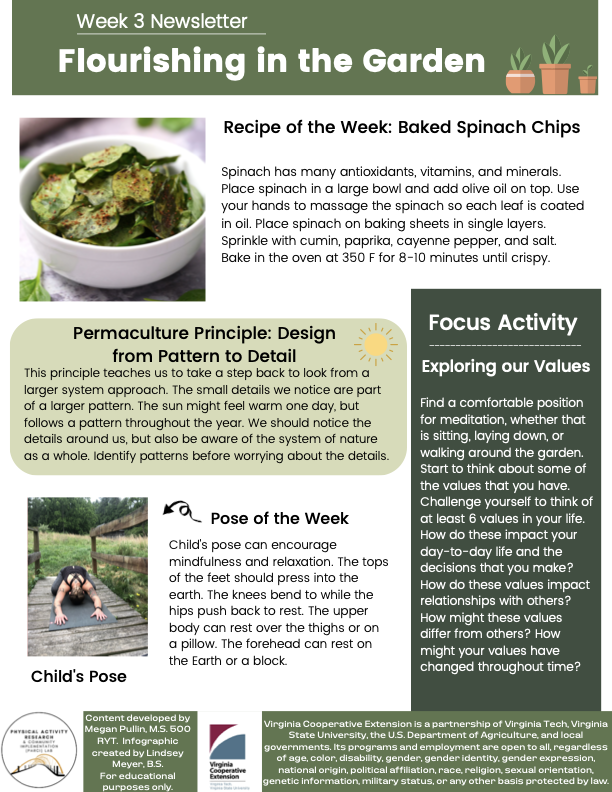 Week 3 Newsletter
Flourishing in the Garden
Recipe of the Week: Baked Spinach Chips
Spinach has many antioxidants, vitamins, and minerals.
Place spinach in a large bowl and add olive oil on top. Use
your hands to massage the spinach so each leaf is coated
in oil. Place spinach on baking sheets in single layers.
Sprinkle with cumin, paprika, cayenne pepper, and salt.
Bake in the oven at 350 F for 8-10 minutes until crispy.
Permaculture Principle: Design
from Pattern to Detail
This principle teaches us to take a step back to look from a
larger system approach. The small details we notice are part
of a larger pattern. The sun might feel warm one day, but
follows a pattern throughout the year. We should notice the
details around us, but also be aware of the system of nature
as a whole. Identify patterns before worrying about the details.
Focus Activity
Exploring our Values
Find a comfortable position
for meditation, whether that
is sitting, laying down, or
walking around the garden.
Start to think about some of
the values that you have.
Challenge yourself to think of
at least 6 values in your life.
How do these impact your
day-to-day life and the
decisions that you make?
How do these values impact
relationships with others?
How might these values
differ from others? How
might your values have
changed throughout time?
Pose of the Week
Child's pose can encourage
mindfulness and relaxation. The tops
of the feet should press into the
earth. The knees bend to while the
hips push back to rest. The upper
body can rest over the thighs or on
a pillow. The forehead can rest on
the Earth or a block.
Child's Pose
PHYSICAL ACTIVITY
RESEARCH
& COMMUNITY
IMPLEMENTATION
(PARCI) LAB
Content developed by
Megan Pullin, M.S. 500
RYT. Infographic
created by Lindsey
Meyer, B.S.
For educational
purposes only.
Virginia
Cooperative
Extension
Virginia Tech
Virginia State University
Virginia Cooperative Extension is a partnership of Virginia Tech, Virginia
State University, the U.S. Department of Agriculture, and local
governments. Its programs and employment are open to all, regardless
of age, color, disability, gender, gender identity, gender expression,
national origin, political affiliation, race, religion, sexual orientation,
genetic information, military status, or any other basis protected by law.